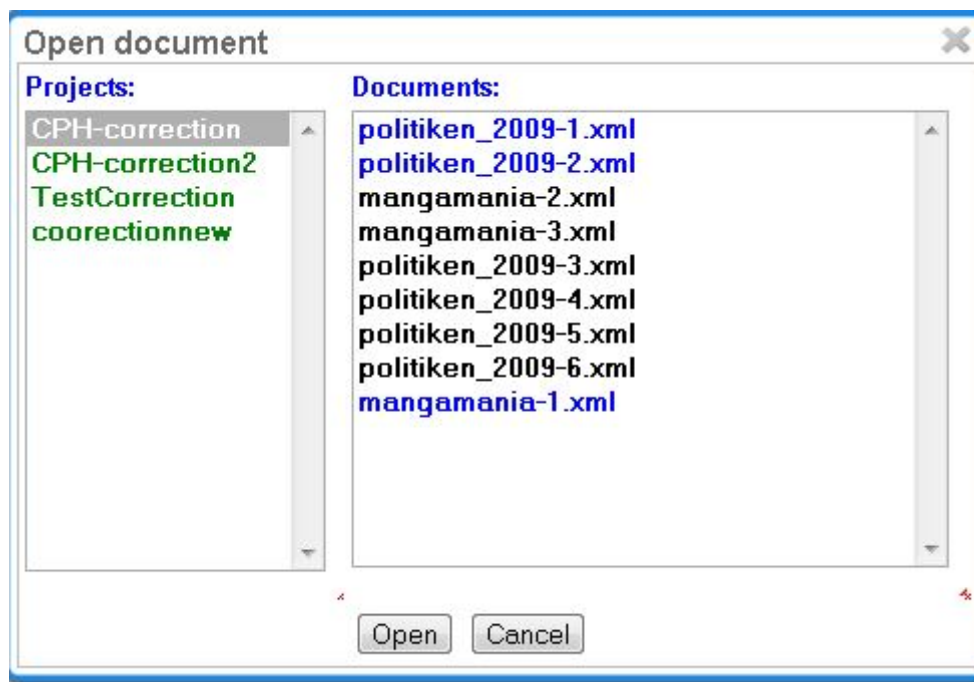 Open document
Projects:
CPH-correction
CPH-correction2
TestCorrection
coorectionnew
Documents:
politiken_2009-1.xml
politiken_2009-2.xml
mangamania-2.xml
mangamania-3.xml
politiken_2009-3.xml
politiken_2009-4.xml
politiken_2009-5.xml
politiken_2009-6.xml
mangamania-1.xml
Open
Cancel